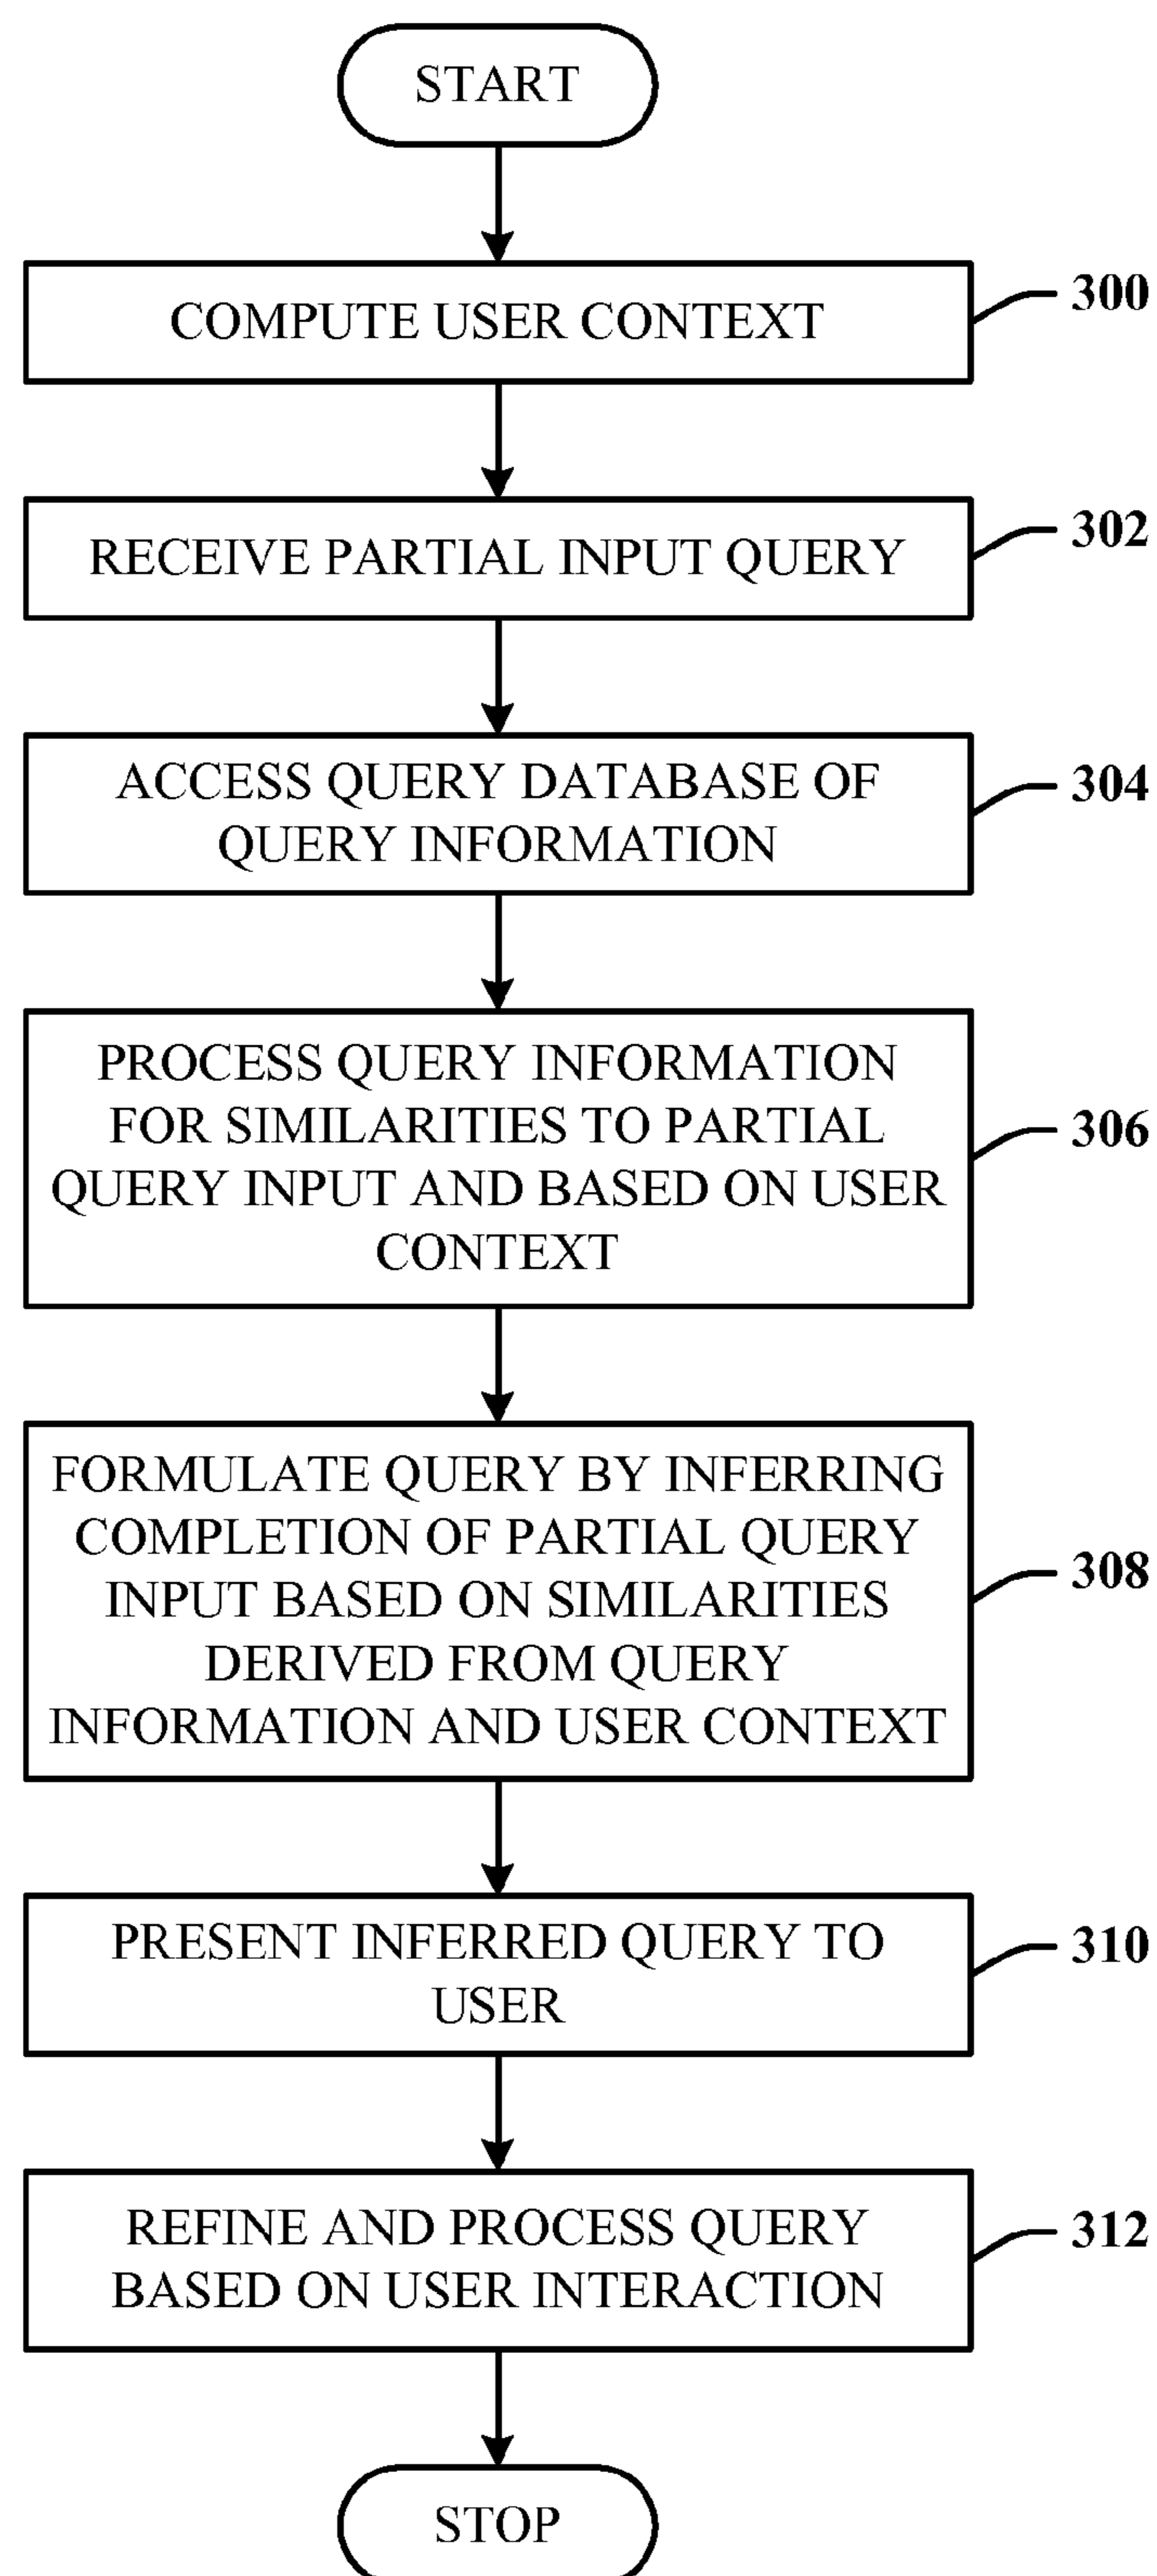 START
COMPUTE USER CONTEXT
300
RECEIVE PARTIAL INPUT QUERY
302
ACCESS QUERY DATABASE OF
QUERY INFORMATION
304
PROCESS QUERY INFORMATION
FOR SIMILARITIES TO PARTIAL
QUERY INPUT AND BASED ON USER
CONTEXT
306
FORMULATE QUERY BY INFERRING
COMPLETION OF PARTIAL QUERY
INPUT BASED ON SIMILARITIES
DERIVED FROM QUERY
INFORMATION AND USER CONTEXT
308
PRESENT INFERRED QUERY TO
USER
310
REFINE AND PROCESS QUERY
BASED ON USER INTERACTION
312
STOP